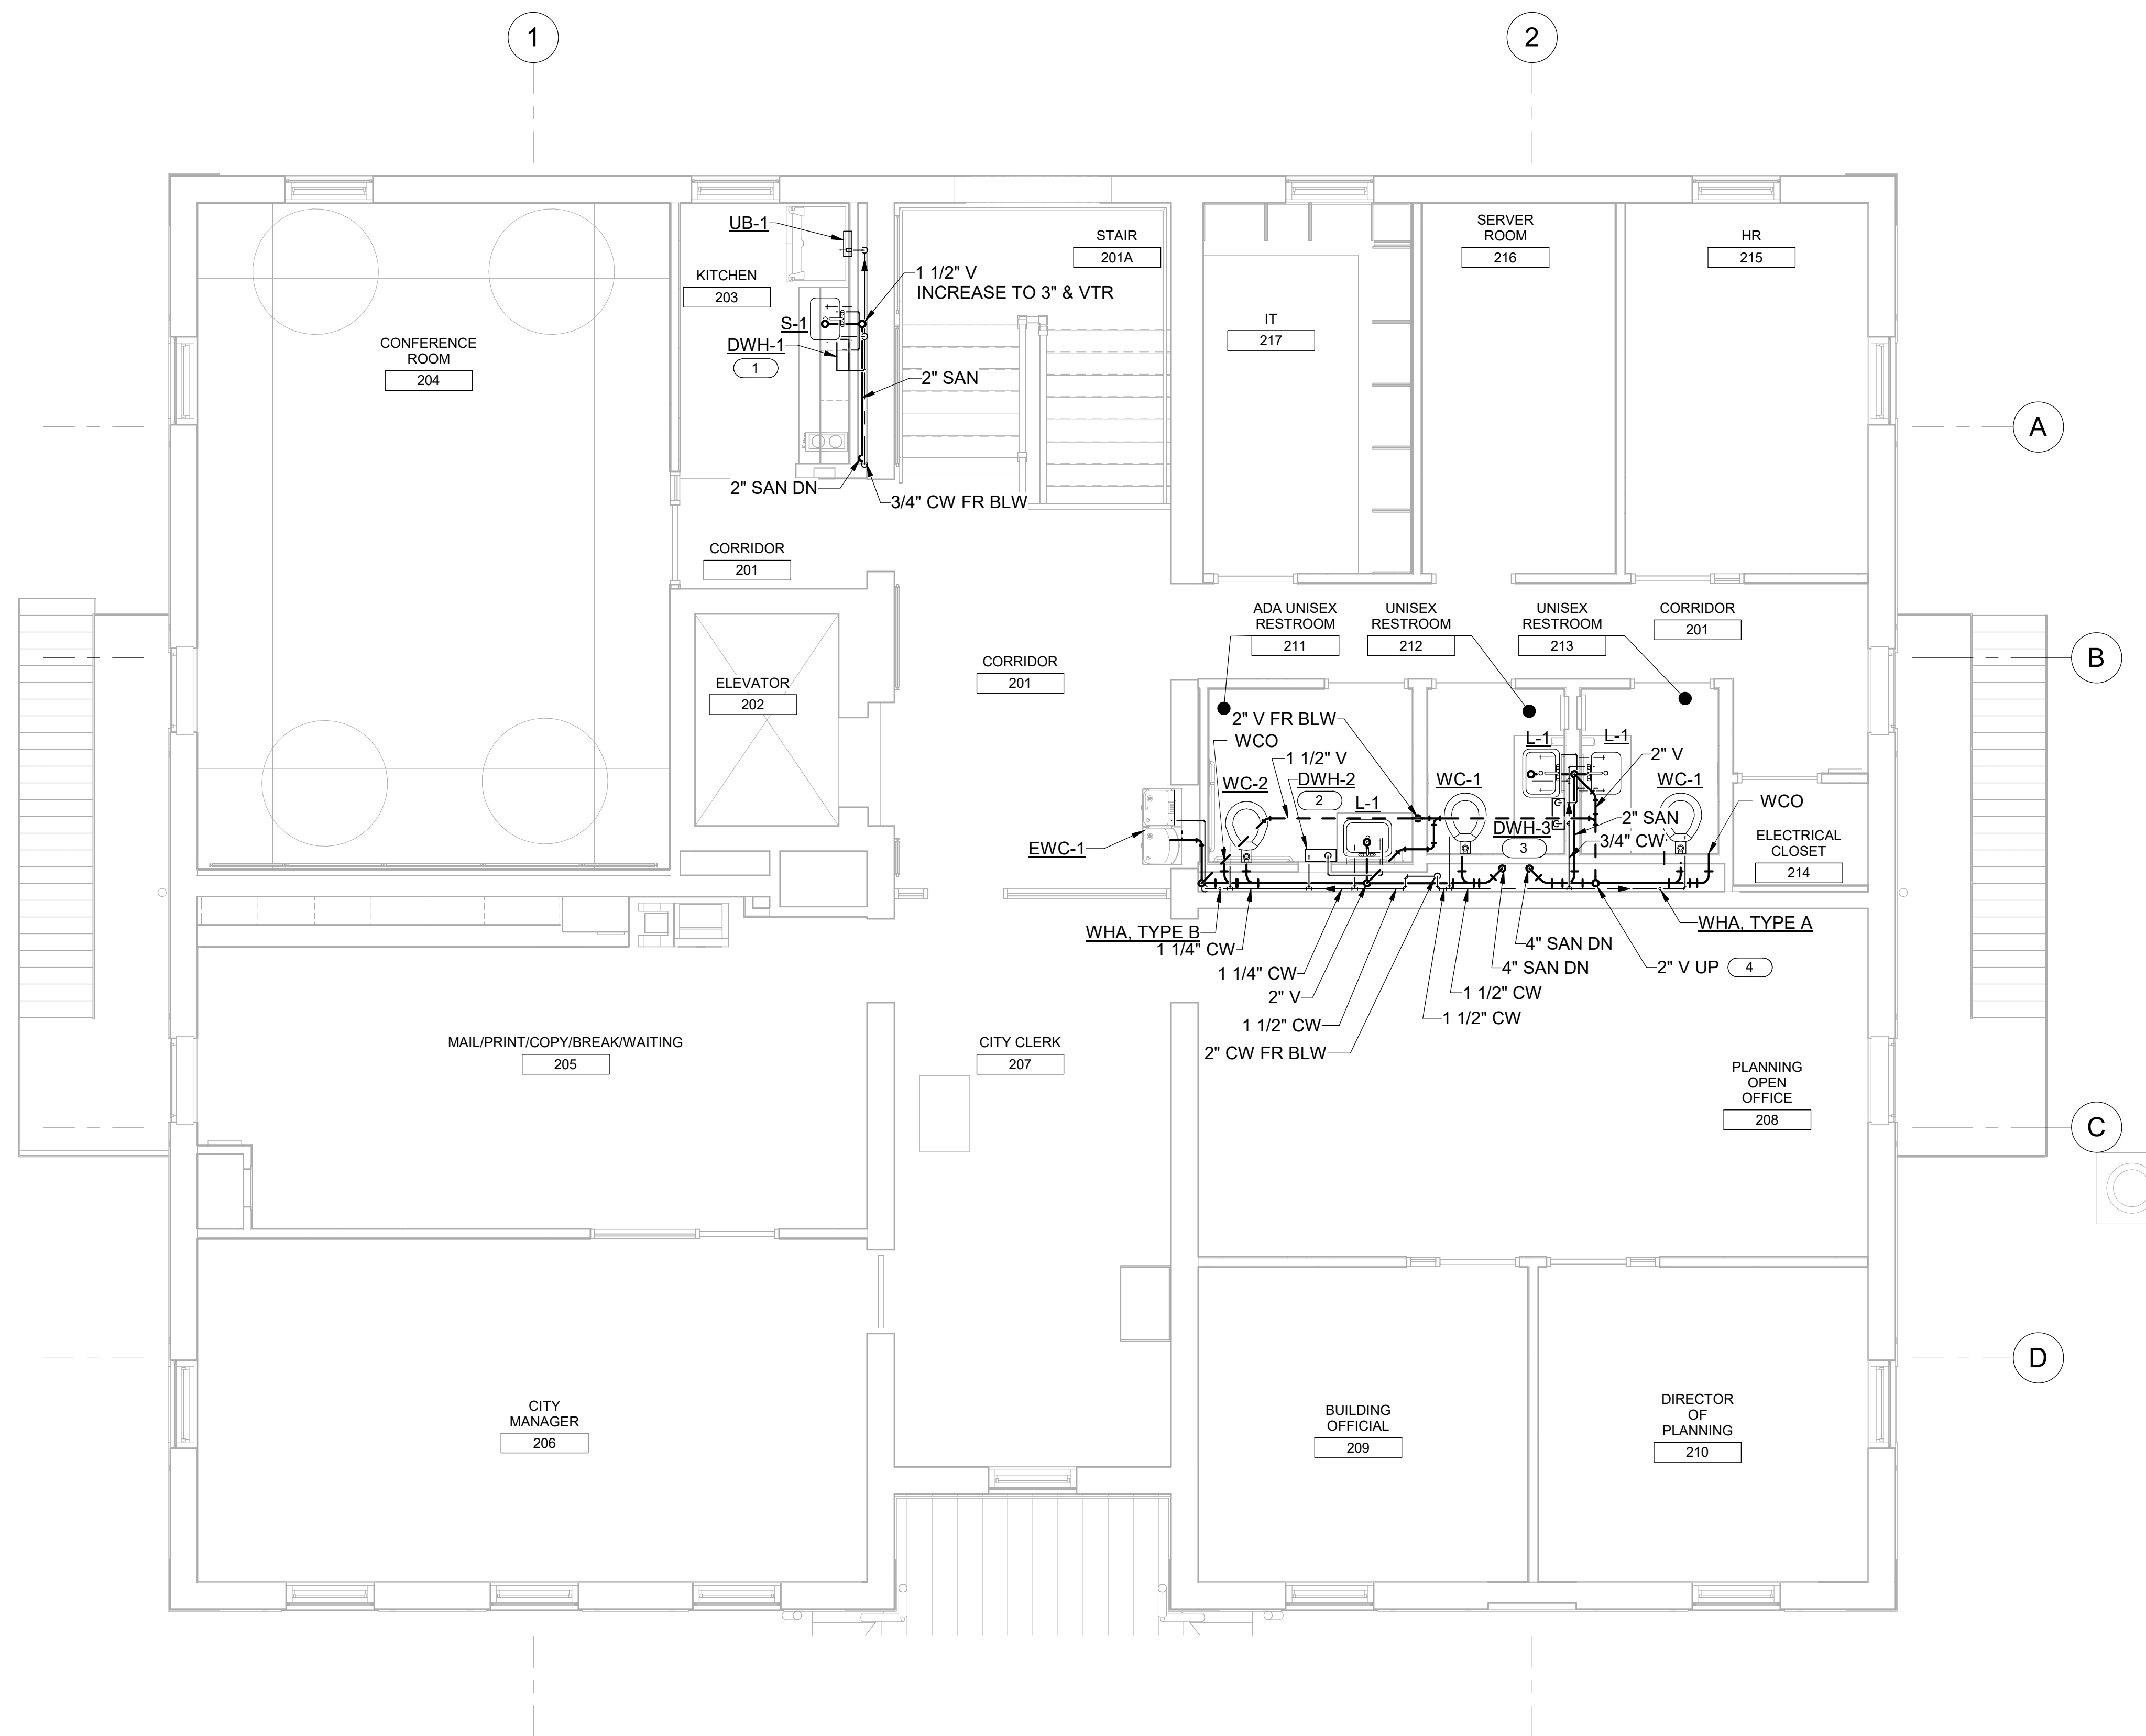 1
2
UB-1
STAIR
201A
SERVER
ROOM
216
HR
215
KITCHEN
203
1 1/2" V
INCREASE TO 3" & VTR
S-1
IT
217
CONFERENCE
ROOM
204
DWH-1
1
2" SAN
A
2" SAN DN
3/4" CW FR BLW
CORRIDOR
201
ADA UNISEX
RESTROOM
211
UNISEX
RESTROOM
212
UNISEX
RESTROOM
213
CORRIDOR
201
B
CORRIDOR
201
ELEVATOR
202
2" V FR BLW
WCO
1 1/2" V
L-1
L-1
2" V
WC-2
DWH-2
2
L-1
WC-1
WC-1
WCO
2" SAN
DWH-3
3
3/4" CW
EWC-1
ELECTRICAL
CLOSET
214
WHA, TYPE B
1 1/4" CW
WHA, TYPE A
4" SAN DN
1 1/4" CW
4" SAN DN
2" V UP
4
2" V
1 1/2" CW
1 1/2" CW
1 1/2" CW
2" CW FR BLW
MAIL/PRINT/COPY/BREAK/WAITING
205
CITY CLERK
207
PLANNING
OPEN
OFFICE
208
C
D
CITY
MANAGER
206
BUILDING
OFFICIAL
209
DIRECTOR
OF
PLANNING
210